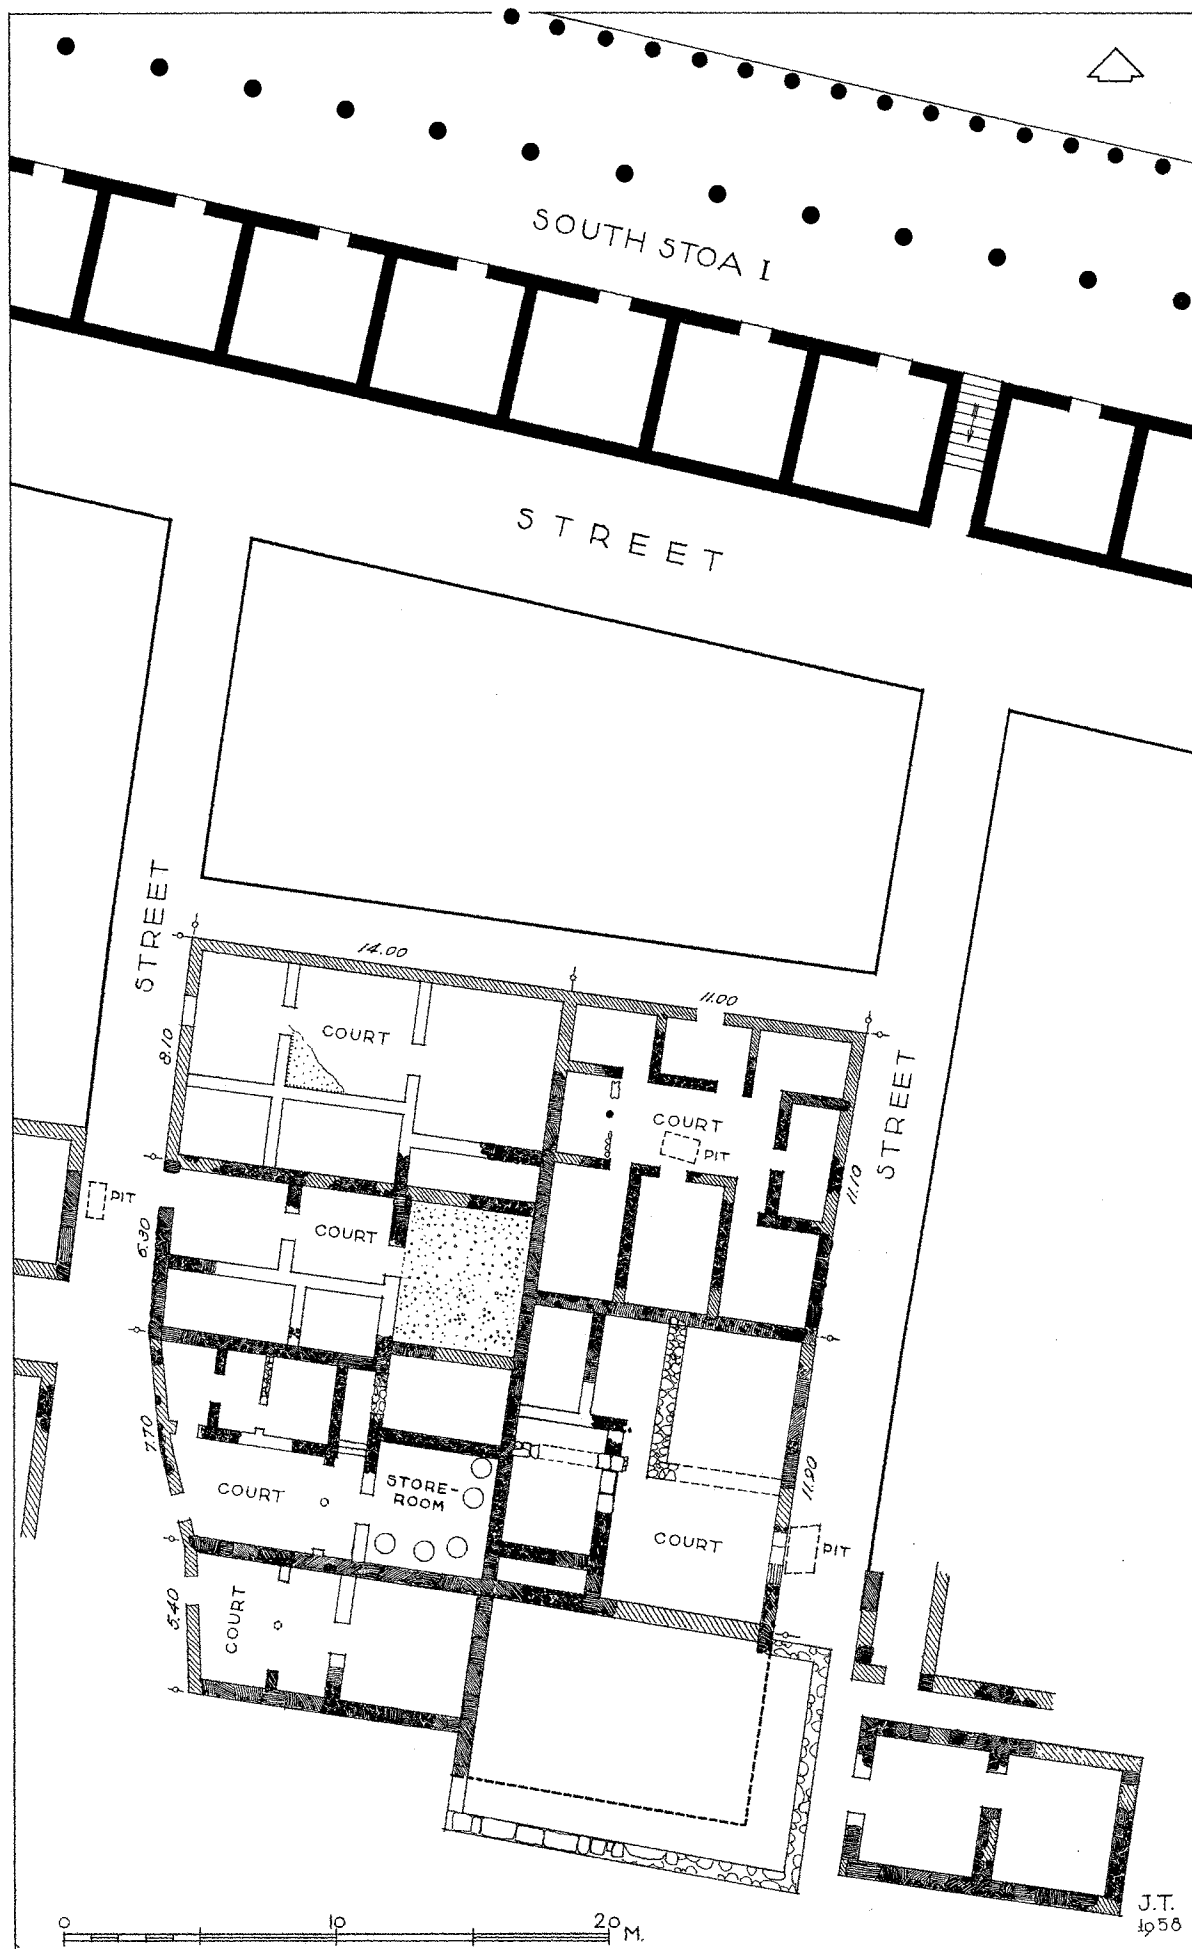 SOUTH STOA I
STREET
STREET
14.00
11.00
COURT
8.10
STREET
COURT
PIT
11.10
PIT
COURT
6.30
7.70
COURT
STORE-
ROOM
11.90
COURT
PIT
COURT
5.40
0 10 20 M.
J.T.
1958